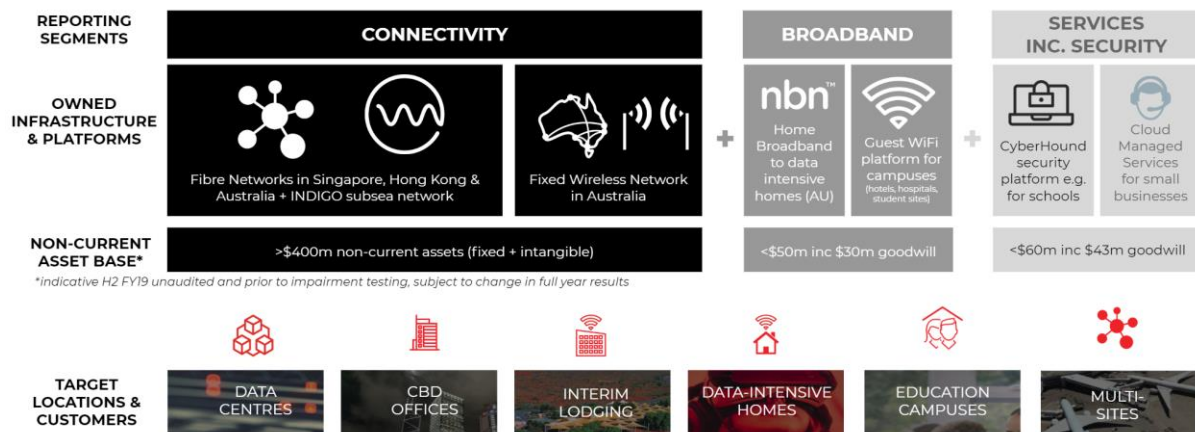 REPORTING
SEGMENTS
CONNECTIVITY
BROADBAND
SERVICES
INC. SECURITY
OWNED
INFRASTRUCTURE
& PLATFORMS
Fibre Networks in Singapore, Hong Kong &
Australia + INDIGO subsea network
Fixed Wireless Network
in Australia
+
nbn™
Home
Broadband
to data
intensive
homes (AU)
Guest WiFi
platform for
campuses
(hotels, hospitals,
student sites)
+
CyberHound
security
platform e.g.
for schools
Cloud
Managed
Services
for small
businesses
NON-CURRENT
ASSET BASE*
>$400m non-current assets (fixed + intangible)
<$50m inc $30m goodwill
<$60m inc $43m goodwill
*indicative H2 FY19 unaudited and prior to impairment testing, subject to change in full year results
TARGET
LOCATIONS &
CUSTOMERS
DATA
CENTRES
CBD
OFFICES
INTERIM
LODGING
DATA-INTENSIVE
HOMES
EDUCATION
CAMPUSES
MULTI-
SITES